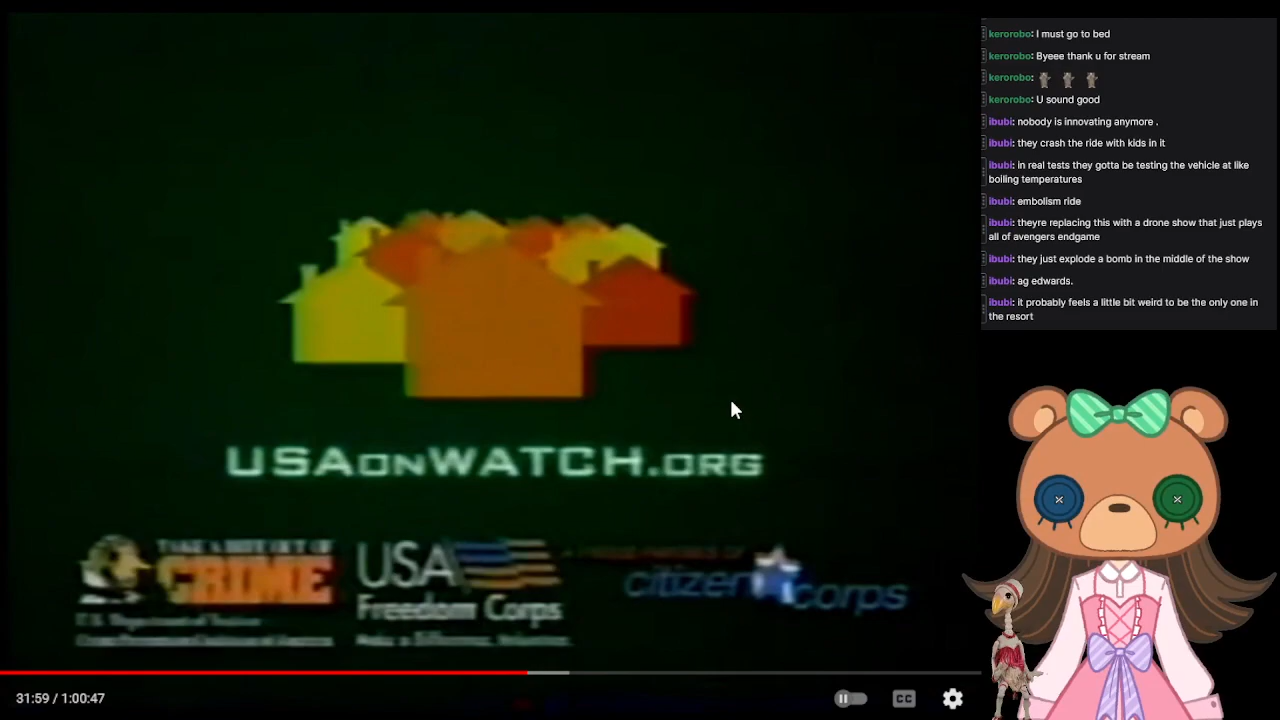 kerorobo: I must go to bed
kerorobo: Byeee thank u for stream
kerorobo:
kerorobo: U sound good
ibubi: nobody is innovating anymore .
ibubi: they crash the ride with kids in it
ibubi: in real tests they gotta be testing the vehicle at like
boiling temperatures
ibubi: embolism ride
ibubi: theyre replacing this with a drone show that just plays
all of avengers endgame
ibubi: they just explode a bomb in the middle of the show
ibubi: ag edwards.
ibubi: it probably feels a little bit weird to be the only one in
the resort
USAONWATCH.ORG
TAKE A BITE OUT OF
CRIME
USA
Freedom Corps
citizen corps
31:59 / 1:00:47
CC